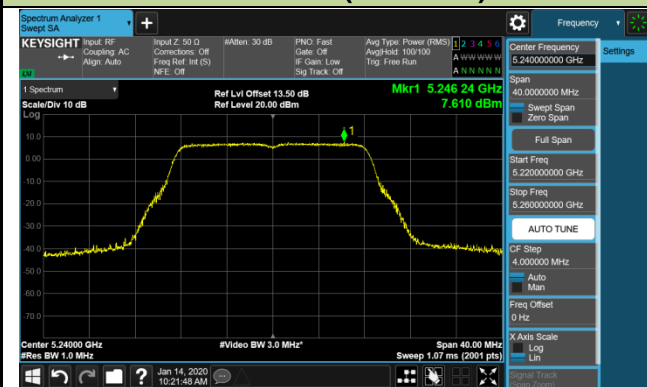 Spectrum Analyzer 1
Swept SA
+
Frequency
KEYSIGHT
Input: RF
Coupling: AC
Align: Auto
Input Z: 50 Ω
Corrections: Off
Freq Ref: Int (S)
NFE: Off
#Atten: 30 dB
PNO: Fast
Gate: Off
IF Gain: Low
Sig Track: Off
Avg Type: Power (RMS)
Avg|Hold: 100/100
Trig: Free Run
1 2 3 4 5 6
A W W W W W
A N N N N N
LXI
1 Spectrum
Scale/Div 10 dB
Ref Lvl Offset 13.50 dB
Ref Level 20.00 dBm
Mkr1 5.246 24 GHz
7.610 dBm
Log
10.0
0.00
-10.0
-20.0
-30.0
-40.0
-50.0
-60.0
-70.0
1
Center 5.24000 GHz
#Res BW 1.0 MHz
#Video BW 3.0 MHz*
Span 40.00 MHz
Sweep 1.07 ms (2001 pts)
Center Frequency
5.240000000 GHz
Settings
Span
40.0000000 MHz
Swept Span
Zero Span
Full Span
Start Freq
5.220000000 GHz
Stop Freq
5.260000000 GHz
AUTO TUNE
CF Step
4.000000 MHz
Auto
Man
Freq Offset
0 Hz
X Axis Scale
Log
Lin
Signal Track
(Span Zoom)
?
Jan 14, 2020
10:21:48 AM